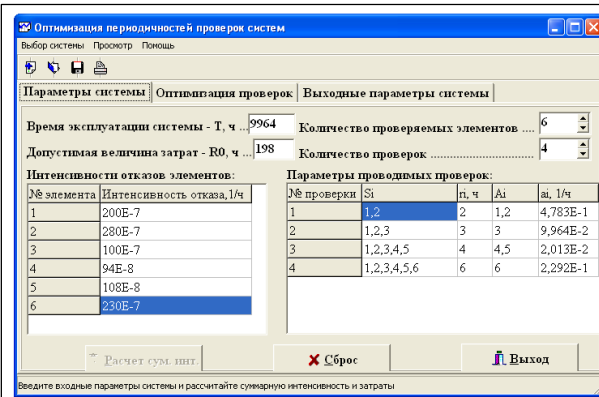 Оптимизация периодичностей проверок систем
Выбор системы Просмотр Помощь
Параметры системы Оптимизация проверок Выходные параметры системы
Время эксплуатации системы - T, ч ... 9964 Количество проверяемых элементов .... 6
Допустимая величина затрат - R0, ч ... 198 Количество проверок ............................ 4
Интенсивности отказов элементов: Параметры проводимых проверок:
№ элемента Интенсивность отказа, 1/ч № проверки Si ri, ч Ai ai, 1/ч
1 200E-7 1 1,2 2 1,2 4,783E-1
2 280E-7 2 1,2,3 3 3 9,964E-2
3 100E-7 3 1,2,3,4,5 4 4,5 2,013E-2
4 94E-8 4 1,2,3,4,5,6 6 6 2,292E-1
5 108E-8
6 230E-7
Расчет сум. инт. Сброс Выход
Введите входные параметры системы и рассчитайте суммарную интенсивность и затраты